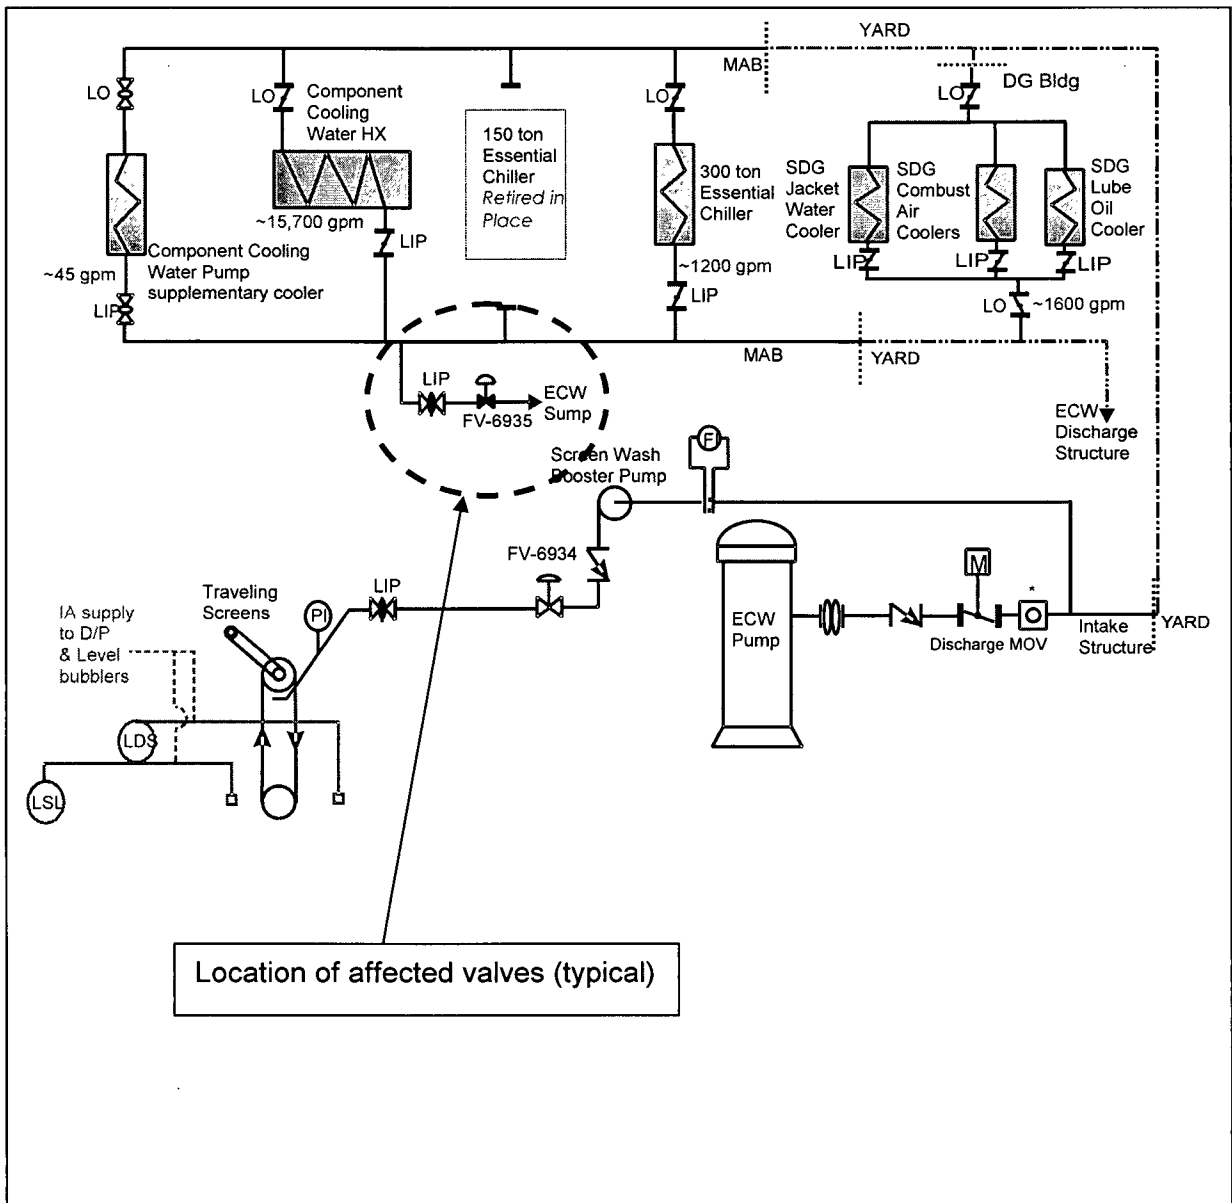 YARD
MAB
DG Bldg
LO
LO
Component
Cooling
Water HX
150 ton
Essential
Chiller
Retired in
Place
LO
300 ton
Essential
Chiller
LO
SDG
Jacket
Water
Cooler
SDG
Combust
Air
Coolers
SDG
Lube
Oil
Cooler
~15,700 gpm
LIP
Component Cooling
Water Pump
supplementary cooler
~45 gpm
LIP
~1200 gpm
LIP
LIP
LIP
LIP
LO
~1600 gpm
MAB
YARD
LIP
FV-6935
ECW
Sump
ECW
Discharge
Structure
Screen Wash
Booster Pump
FI
FV-6934
LIP
Traveling
Screens
PI
IA supply
to D/P
& Level
bubblers
LDS
LSL
ECW
Pump
M
*
Discharge MOV
Intake
Structure
YARD
Location of affected valves (typical)